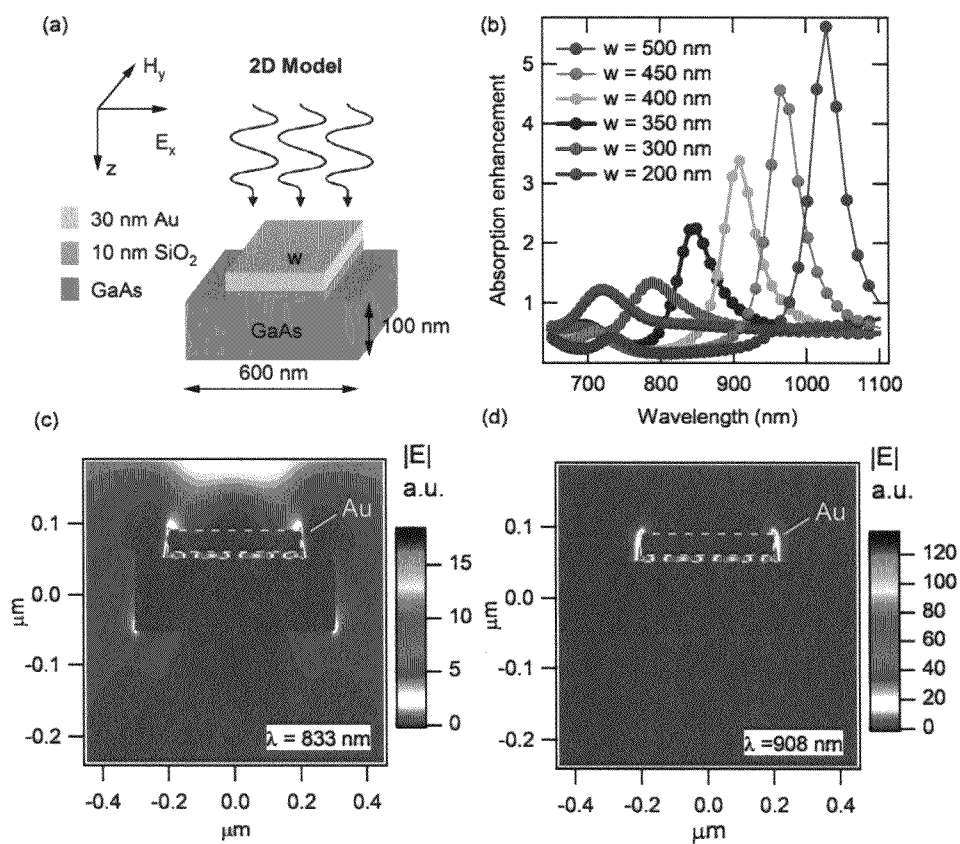 (a)
2D Model
H_y
E_x
z
30 nm Au
10 nm SiO₂
GaAs
w
GaAs
100 nm
600 nm
(b)
w = 500 nm
w = 450 nm
w = 400 nm
w = 350 nm
w = 300 nm
w = 200 nm
Absorption enhancement
5
4
3
2
1
700 800 900 1000 1100
Wavelength (nm)
(c)
|E|
a.u.
Au
15
10
5
0
0.1
0.0
-0.1
-0.2
μm
λ = 833 nm
-0.4 -0.2 0.0 0.2 0.4
μm
(d)
|E|
a.u.
Au
120
100
80
60
40
20
0
0.1
0.0
-0.1
-0.2
μm
λ =908 nm
-0.4 -0.2 0.0 0.2 0.4
μm